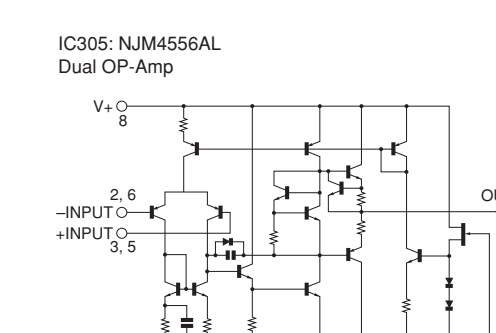 IC305: NJM4556AL
Dual OP-Amp
V+
8
2, 6
–INPUT
+INPUT
3, 5